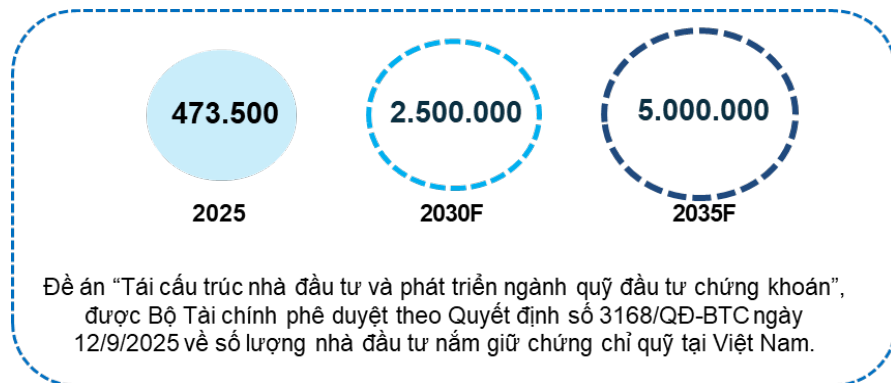 473.500
2.500.000
5.000.000
2025
2030F
2035F
Đề án “Tái cấu trúc nhà đầu tư và phát triển ngành quỹ đầu tư chứng khoán”,
được Bộ Tài chính phê duyệt theo Quyết định số 3168/QĐ-BTC ngày
12/9/2025 về số lượng nhà đầu tư nắm giữ chứng chỉ quỹ tại Việt Nam.